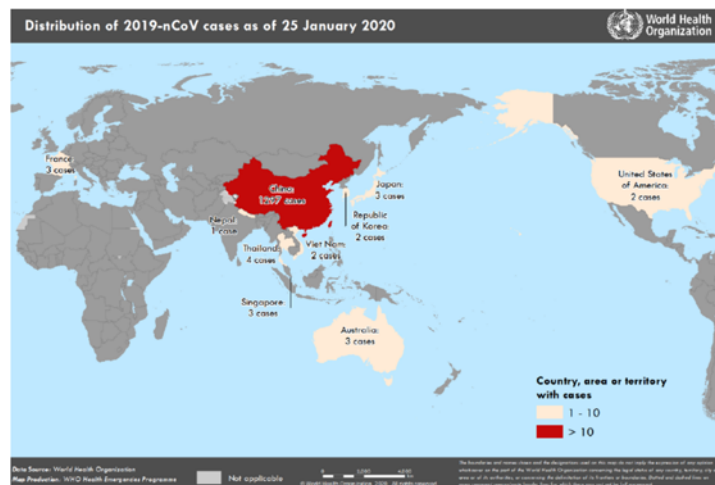 Distribution of 2019-nCoV cases as of 25 January 2020
World Health
Organization
France:
3 cases
China:
1297 cases
Japan:
3 cases
Republic
of Korea
2 cases
United States
of America:
2 cases
Nepal:
1 case
Thailand:
4 cases
Viet Nam:
2 cases
Singapore
3 cases
Australia:
3 cases
Country, area or territory
with cases
1 - 10
> 10
Data Source: World Health Organization
Map Production: WHO Health Emergencies Programme
Not applicable